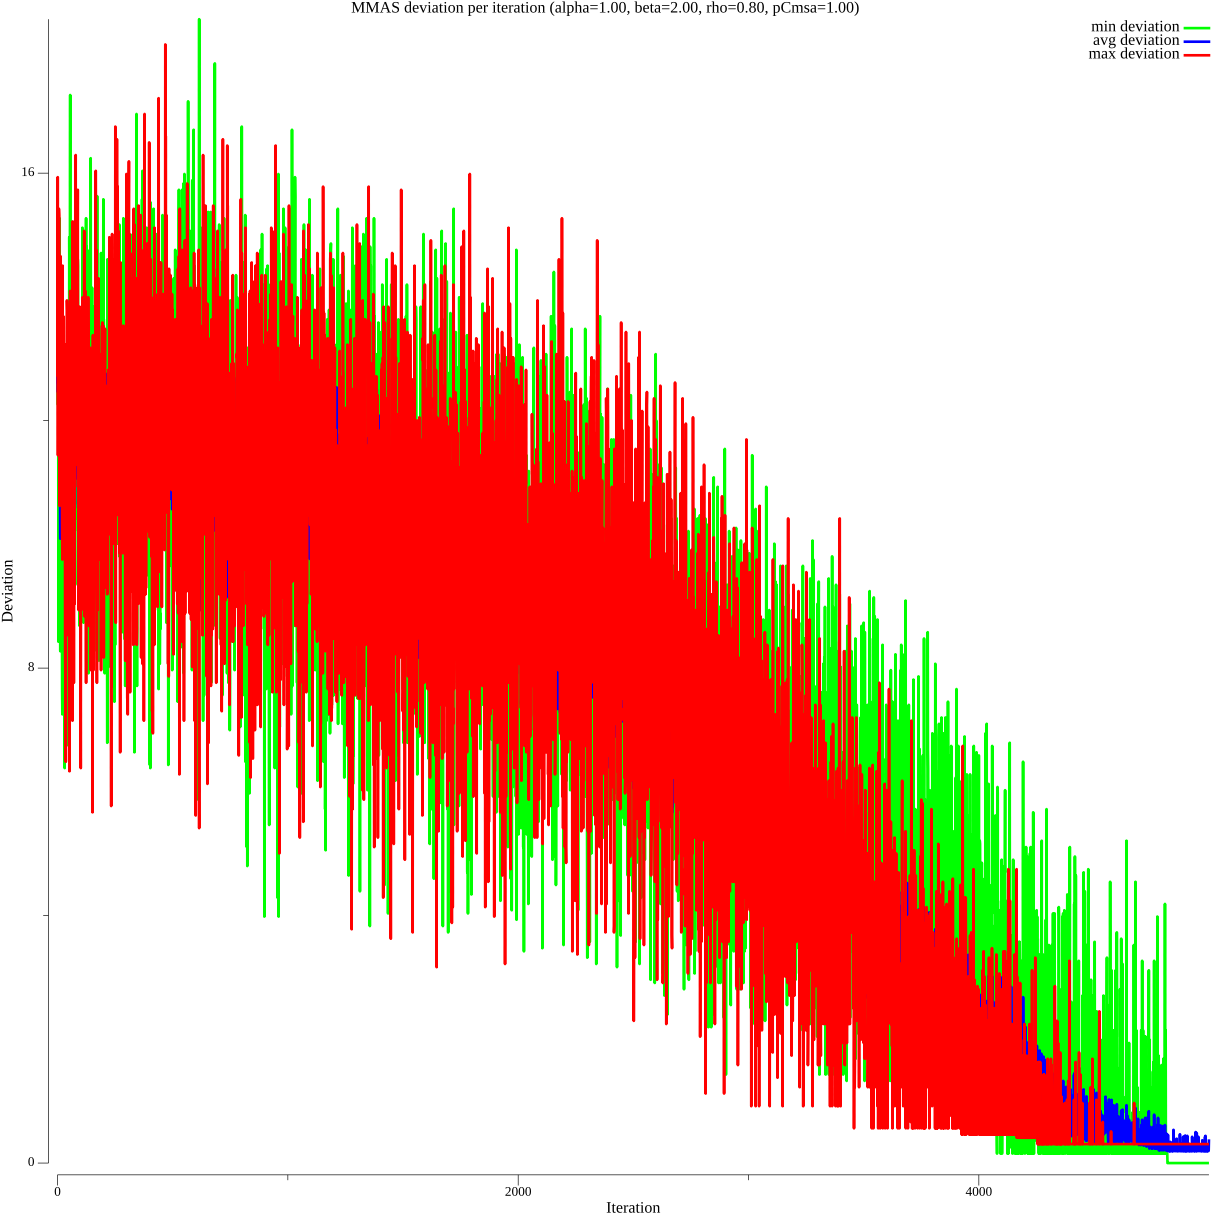 MMAS deviation per iteration (alpha=1.00, beta=2.00, rho=0.80, pCmsa=1.00)
min deviation
avg deviation
max deviation
16
8
0
Deviation
0
2000
4000
Iteration